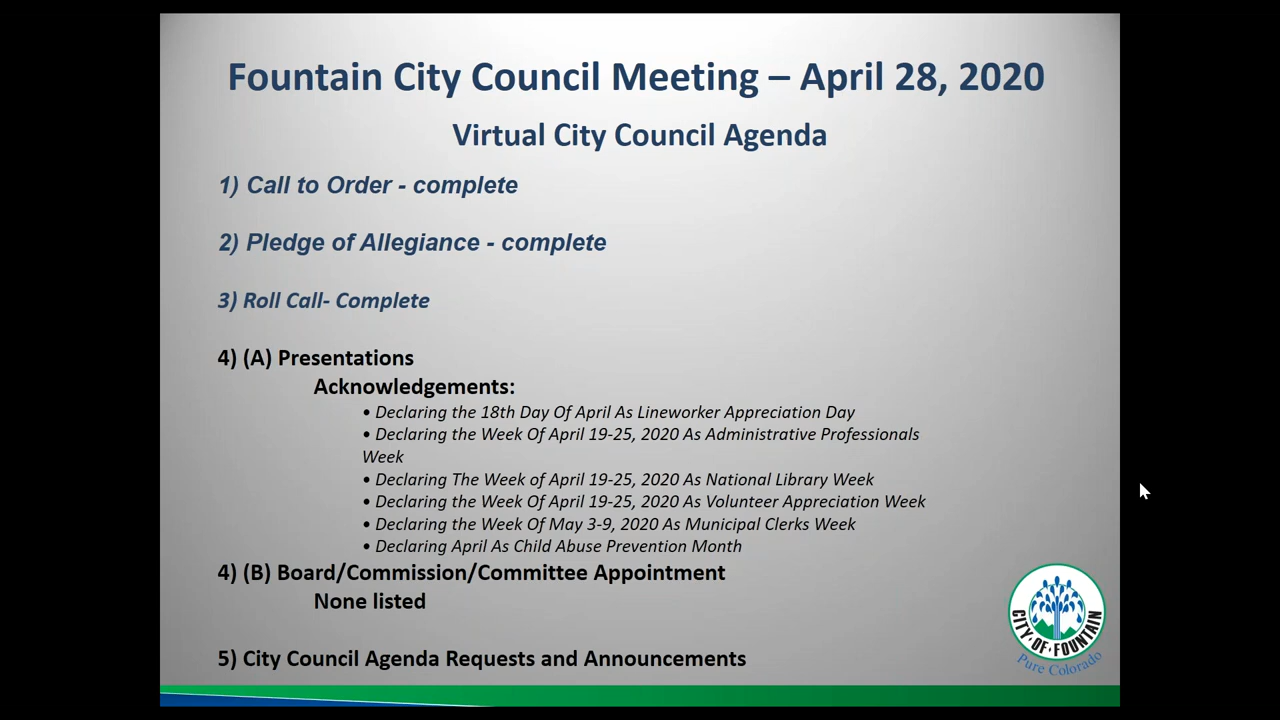 Fountain City Council Meeting – April 28, 2020
Virtual City Council Agenda
1) Call to Order - complete
2) Pledge of Allegiance - complete
3) Roll Call- Complete
4) (A) Presentations
Acknowledgements:
• Declaring the 18th Day Of April As Lineworker Appreciation Day
• Declaring the Week Of April 19-25, 2020 As Administrative Professionals
Week
• Declaring The Week of April 19-25, 2020 As National Library Week
• Declaring the Week Of April 19-25, 2020 As Volunteer Appreciation Week
• Declaring the Week Of May 3-9, 2020 As Municipal Clerks Week
• Declaring April As Child Abuse Prevention Month
4) (B) Board/Commission/Committee Appointment
None listed
5) City Council Agenda Requests and Announcements
CITY·OF·FOUNTAIN
Pure Colorado